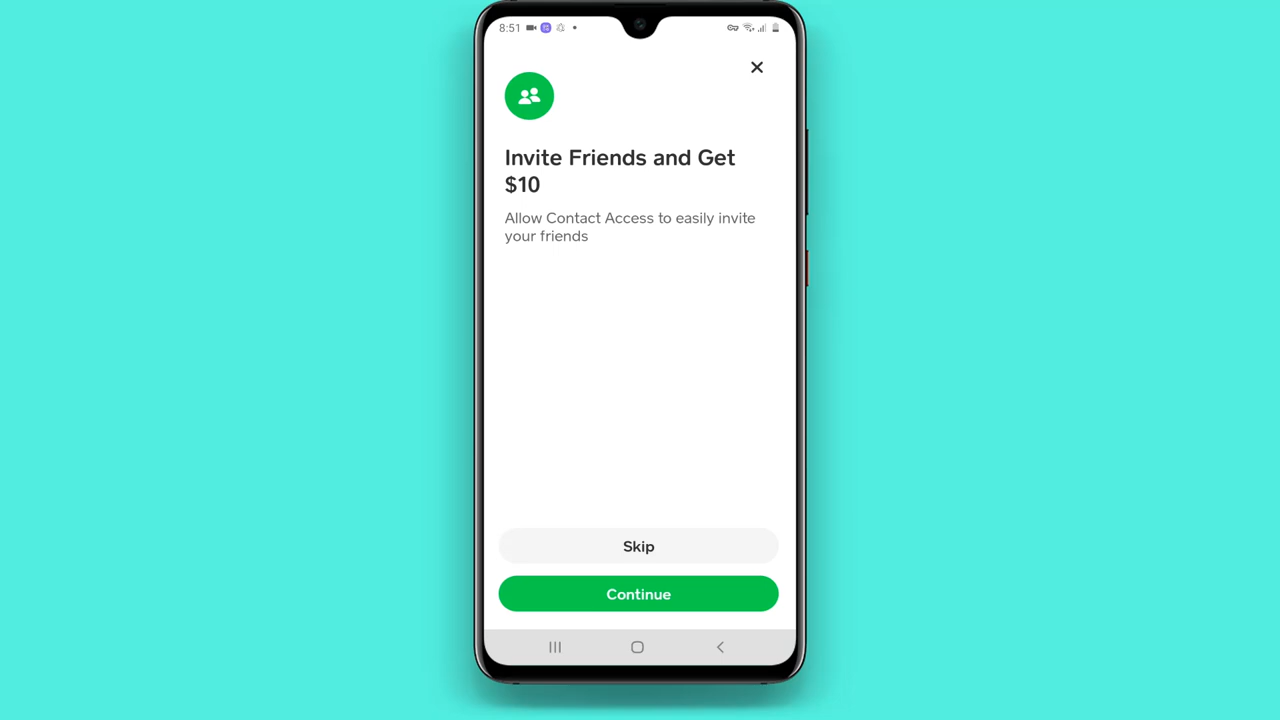 8:51
Invite Friends and Get
$10
Allow Contact Access to easily invite
your friends
Skip
Continue